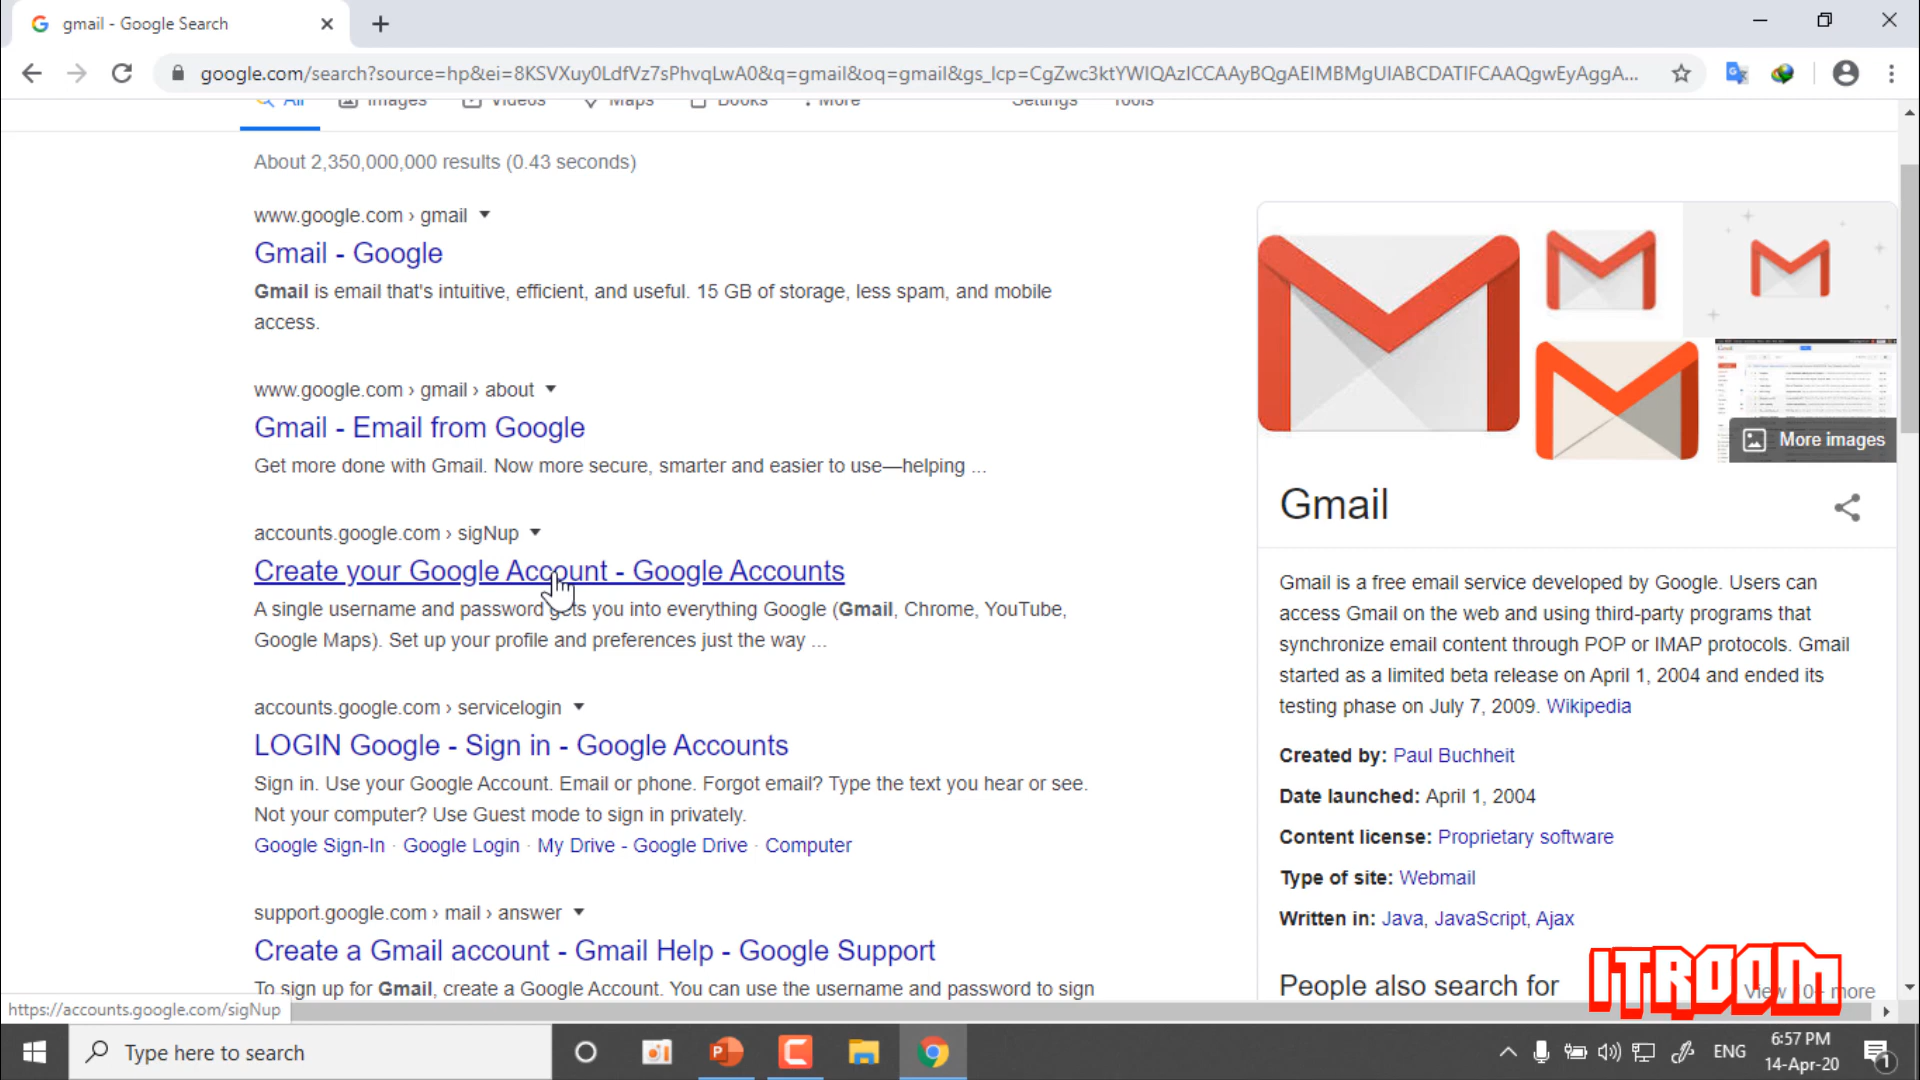 gmail - Google Search
google.com/search?source=hp&ei=8KSVXuy0LdfVz7sPhvqLwA0&q=gmail&oq=gmail&gs_lcp=CgZwc3ktYWIQAzICCAAyBQgAEIMBMgUIABCDATIFCAAQgwEyAggA...
All Images Videos Maps Books More Settings Tools
About 2,350,000,000 results (0.43 seconds)
www.google.com › gmail
Gmail - Google
Gmail is email that's intuitive, efficient, and useful. 15 GB of storage, less spam, and mobile
access.
www.google.com › gmail › about
Gmail - Email from Google
Get more done with Gmail. Now more secure, smarter and easier to use—helping ...
accounts.google.com › sigNup
Create your Google Account - Google Accounts
A single username and password gets you into everything Google (Gmail, Chrome, YouTube,
Google Maps). Set up your profile and preferences just the way ...
accounts.google.com › servicelogin
LOGIN Google - Sign in - Google Accounts
Sign in. Use your Google Account. Email or phone. Forgot email? Type the text you hear or see.
Not your computer? Use Guest mode to sign in privately.
Google Sign-In · Google Login · My Drive - Google Drive · Computer
support.google.com › mail › answer
Create a Gmail account - Gmail Help - Google Support
To sign up for Gmail, create a Google Account. You can use the username and password to sign
More images
Gmail
Gmail is a free email service developed by Google. Users can
access Gmail on the web and using third-party programs that
synchronize email content through POP or IMAP protocols. Gmail
started as a limited beta release on April 1, 2004 and ended its
testing phase on July 7, 2009. Wikipedia
Created by: Paul Buchheit
Date launched: April 1, 2004
Content license: Proprietary software
Type of site: Webmail
Written in: Java, JavaScript, Ajax
People also search for
View 10+ more
ITROOM
https://accounts.google.com/sigNup
Type here to search
ENG
6:57 PM
14-Apr-20
1